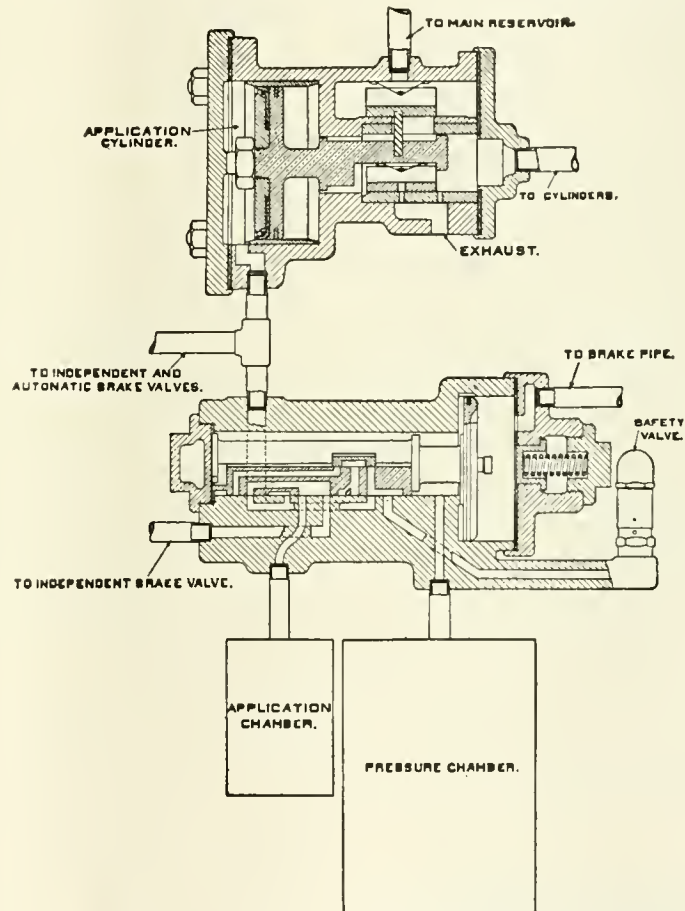 TO MAIN RESERVOIR.
APPLICATION
CYLINDER.
TO CYLINDERS.
EXHAUST.
TO INDEPENDENT AND
AUTOMATIC BRAKE VALVES.
TO BRAKE PIPE.
SAFETY
VALVE.
TO INDEPENDENT BRAKE VALVE.
APPLICATION
CHAMBER.
PRESSURE CHAMBER.